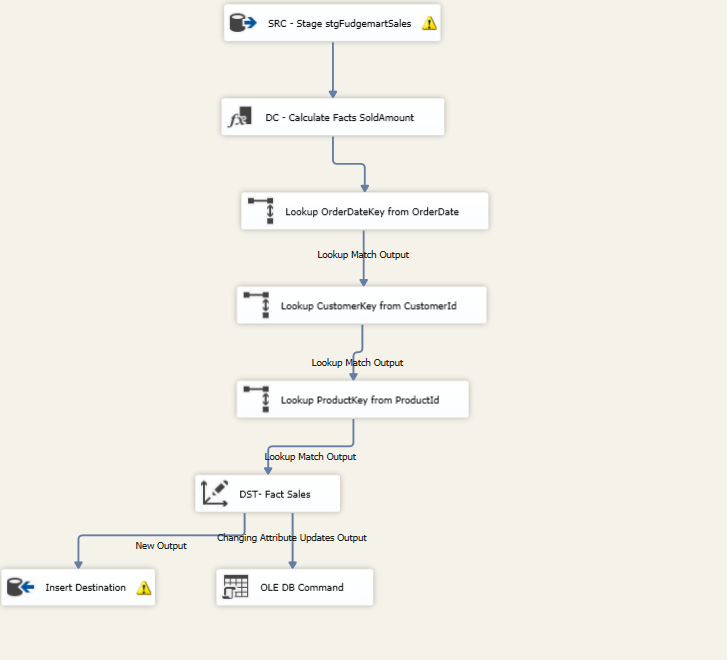 SRC - Stage stgFudgemartSales
DC - Calculate Facts SoldAmount
Lookup OrderDateKey from OrderDate
Lookup Match Output
Lookup CustomerKey from CustomerId
Lookup Match Output
Lookup ProductKey from ProductId
Lookup Match Output
DST- Fact Sales
Changing Attribute Updates Output
New Output
Insert Destination
OLE DB Command